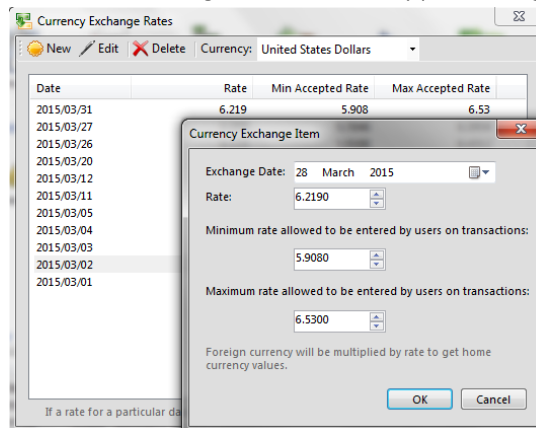 Currency Exchange Rates
New Edit Delete Currency: United States Dollars
Date Rate Min Accepted Rate Max Accepted Rate
2015/03/31 6.219 5.908 6.53
2015/03/27
2015/03/26
2015/03/20
2015/03/12
2015/03/11
2015/03/05
2015/03/04
2015/03/03
2015/03/02
2015/03/01
If a rate for a particular da
Currency Exchange Item
Exchange Date: 28 March 2015
Rate: 6.2190
Minimum rate allowed to be entered by users on transactions:
5.9080
Maximum rate allowed to be entered by users on transactions:
6.5300
Foreign currency will be multiplied by rate to get home
currency values.
OK Cancel